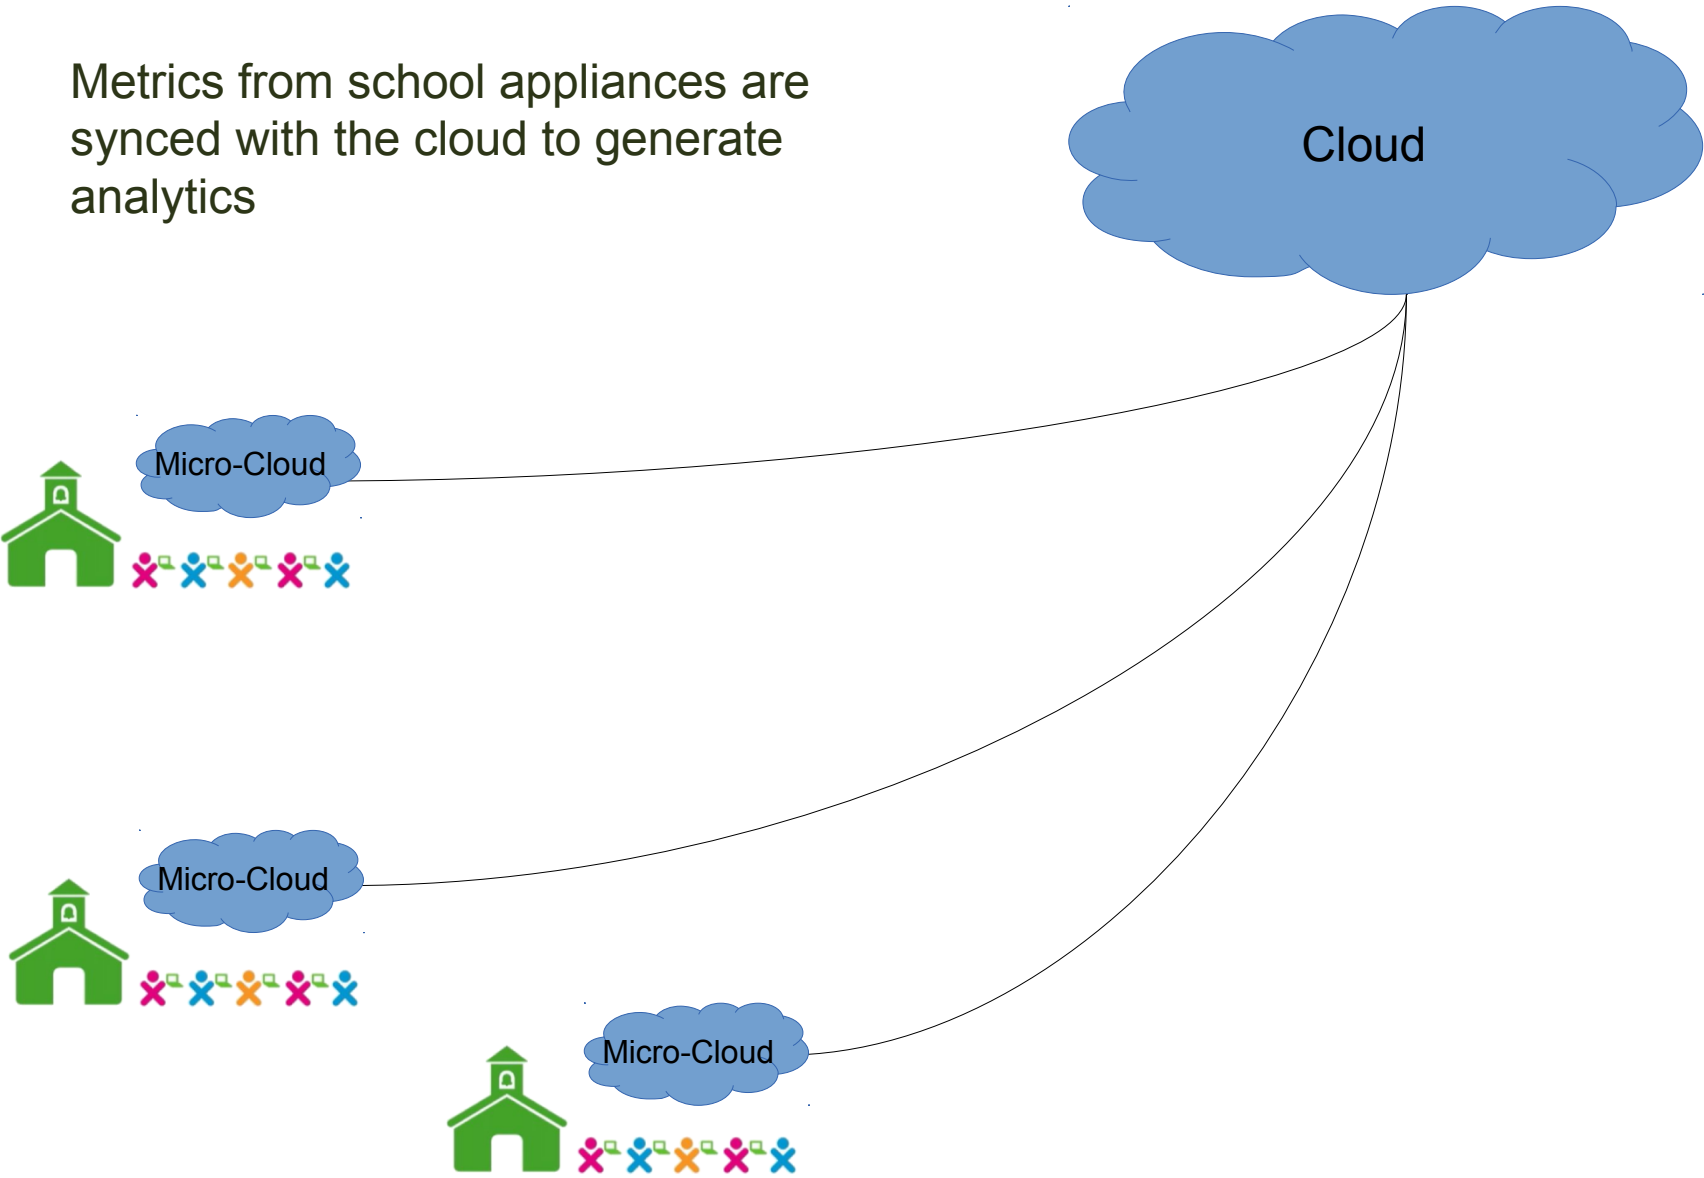 Metrics from school appliances are
synced with the cloud to generate
analytics
Cloud
Micro-Cloud
Micro-Cloud
Micro-Cloud